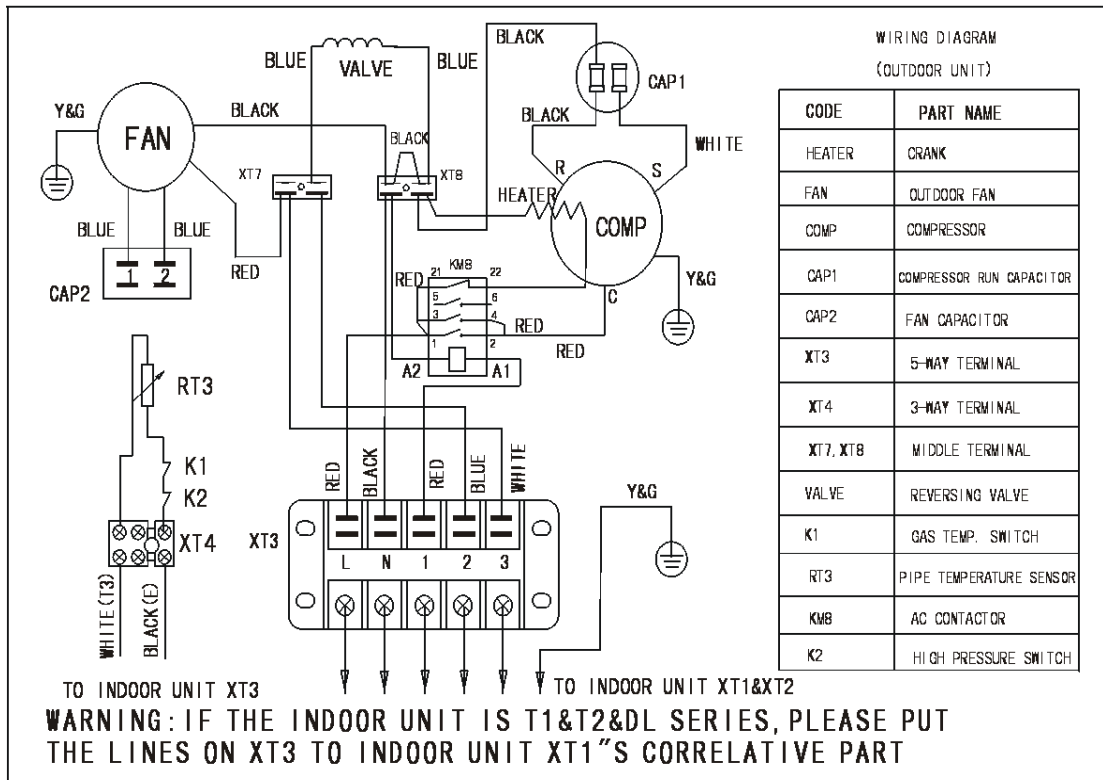 WIRING DIAGRAM
(OUTDOOR UNIT)
CODE PART NAME
HEATER CRANK
FAN OUTDOOR FAN
COMP COMPRESSOR
CAP1 COMPRESSOR RUN CAPACITOR
CAP2 FAN CAPACITOR
XT3 5-WAY TERMINAL
XT4 3-WAY TERMINAL
XT7,XT8 MIDDLE TERMINAL
VALVE REVERSING VALVE
K1 GAS TEMP. SWITCH
RT3 PIPE TEMPERATURE SENSOR
KM8 AC CONTACTOR
K2 HIGH PRESSURE SWITCH
BLACK
BLUE
VALVE
BLUE
CAP1
Y&G
BLACK
BLACK
FAN
BLACK
WHITE
XT7
XT8
R
S
HEATER
COMP
BLUE
BLUE
RED
1
2
CAP2
KM8
21
22
RED
5
6
3
4
1
2
RED
RED
C
Y&G
A2
A1
RT3
K1
K2
XT4
WHITE(T3)
BLACK(E)
RED
BLACK
RED
BLUE
WHITE
XT3
L N 1 2 3
Y&G
TO INDOOR UNIT XT3
TO INDOOR UNIT XT1&XT2
WARNING:IF THE INDOOR UNIT IS T1&T2&DL SERIES,PLEASE PUT
THE LINES ON XT3 TO INDOOR UNIT XT1"S CORRELATIVE PART